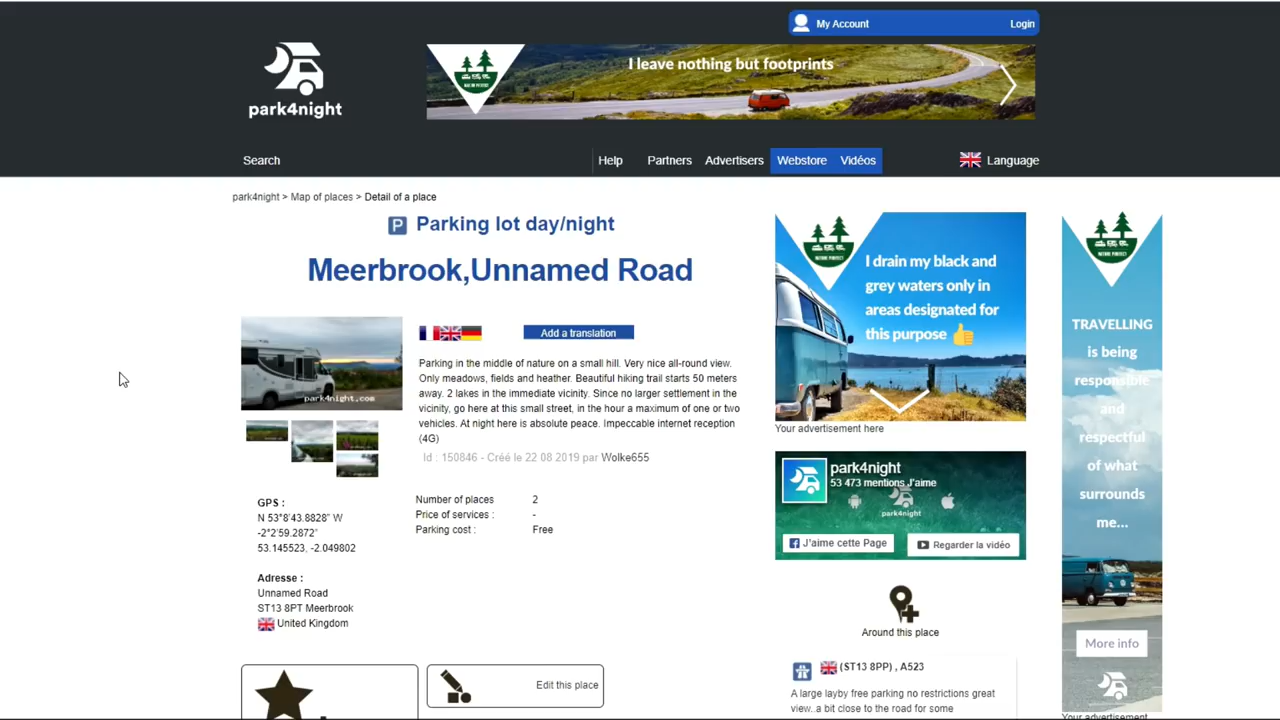 My Account
Login
park4night
I leave nothing but footprints
NATURE PROTECT
Search
Help
Partners
Advertisers
Webstore
Vidéos
Language
park4night > Map of places > Detail of a place
P Parking lot day/night
Meerbrook,Unnamed Road
Add a translation
park4night.com
Parking in the middle of nature on a small hill. Very nice all-round view.
Only meadows, fields and heather. Beautiful hiking trail starts 50 meters
away. 2 lakes in the immediate vicinity. Since no larger settlement in the
vicinity, go here at this small street, in the hour a maximum of one or two
vehicles. At night here is absolute peace. Impeccable internet reception
(4G)
Id : 150846 - Créé le 22 08 2019 par Wolke655
GPS :
N 53°8'43.8828" W
-2°2'59.2872"
53.145523, -2.049802
Number of places 2
Price of services : -
Parking cost : Free
Adresse :
Unnamed Road
ST13 8PT Meerbrook
United Kingdom
Edit this place
NATURE PROTECT
I drain my black and
grey waters only in
areas designated for
this purpose 👍
Your advertisement here
park4night
53 473 mentions J'aime
park4night
J'aime cette Page
Regarder la vidéo
Around this place
(ST13 8PP) , A523
A large layby free parking no restrictions great
view..a bit close to the road for some
NATURE PROTECT
TRAVELLING
is being
responsible
and
respectful
of what
surrounds
me...
More info
Your advertisement